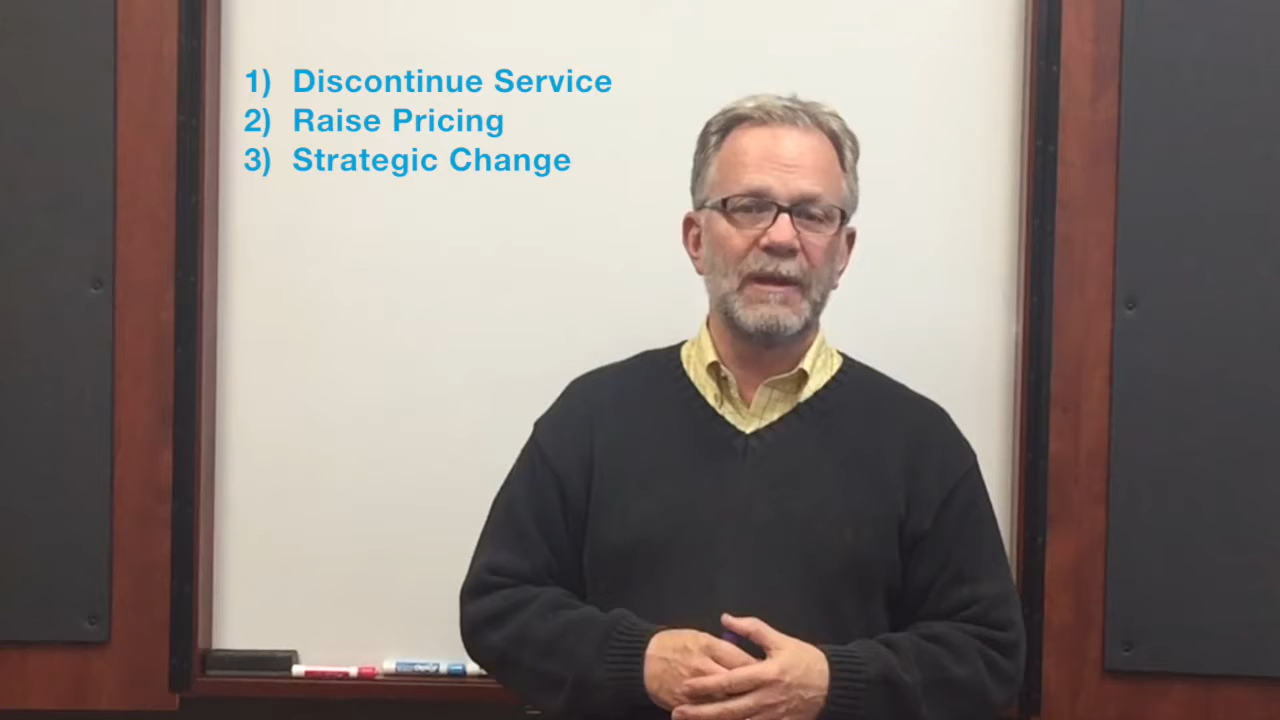 1) Discontinue Service
2) Raise Pricing
3) Strategic Change